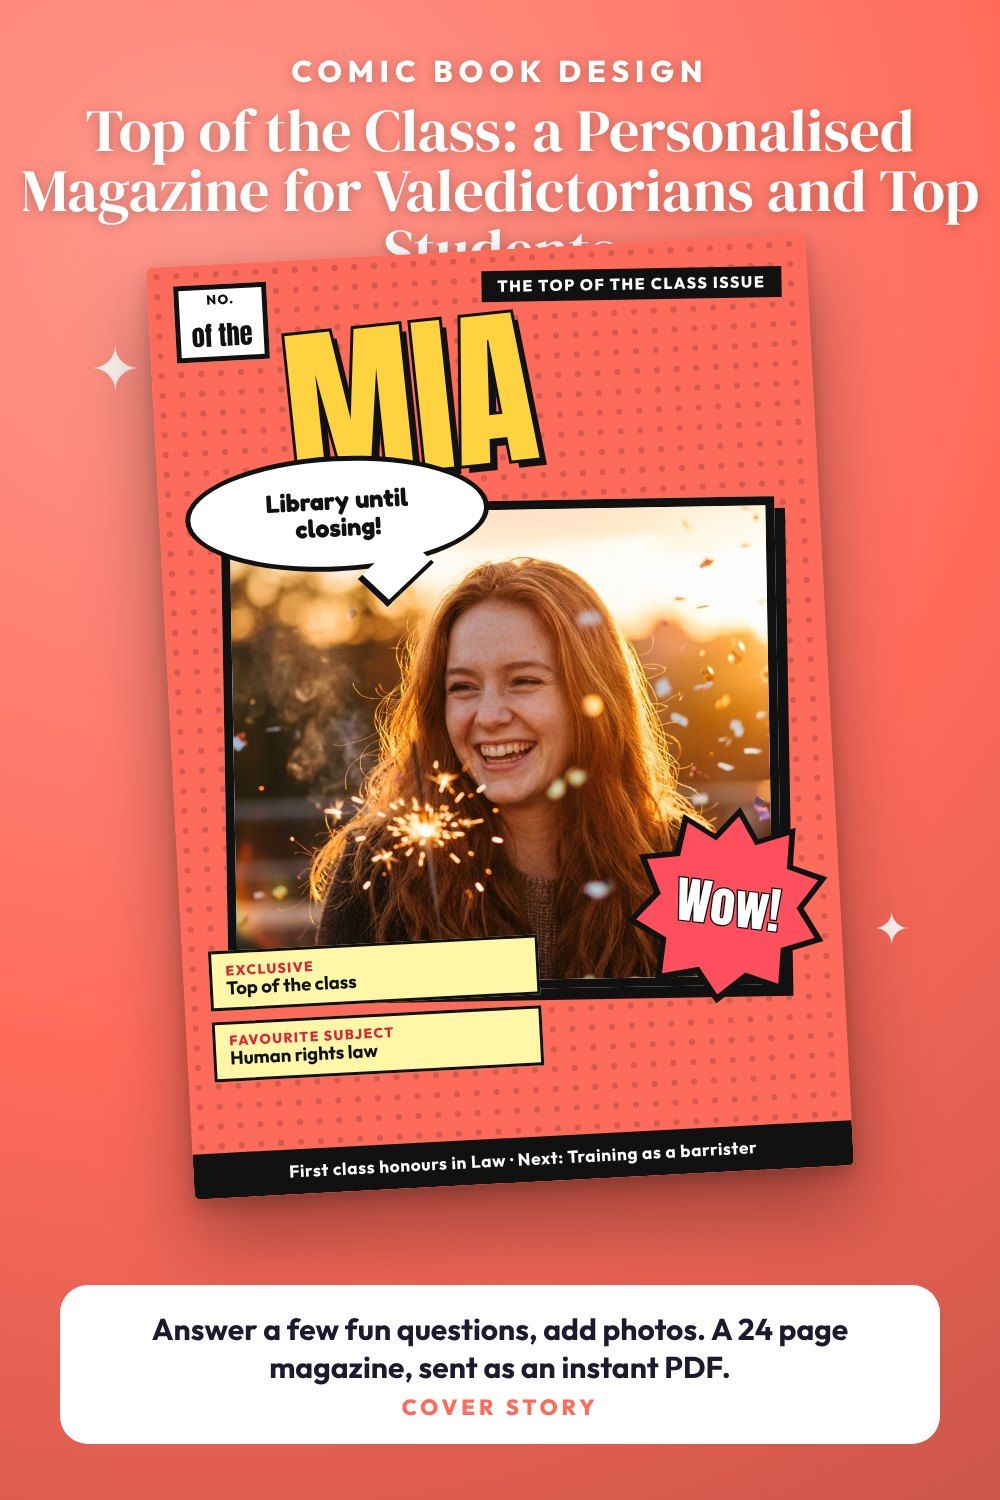 COMIC BOOK DESIGN
Top of the Class: a Personalised
Magazine for Valedictorians and Top
Students
NO.
of the
THE TOP OF THE CLASS ISSUE
MIA
Library until
closing!
Wow!
EXCLUSIVE
Top of the class
FAVOURITE SUBJECT
Human rights law
First class honours in Law · Next: Training as a barrister
Answer a few fun questions, add photos. A 24 page
magazine, sent as an instant PDF.
COVER STORY